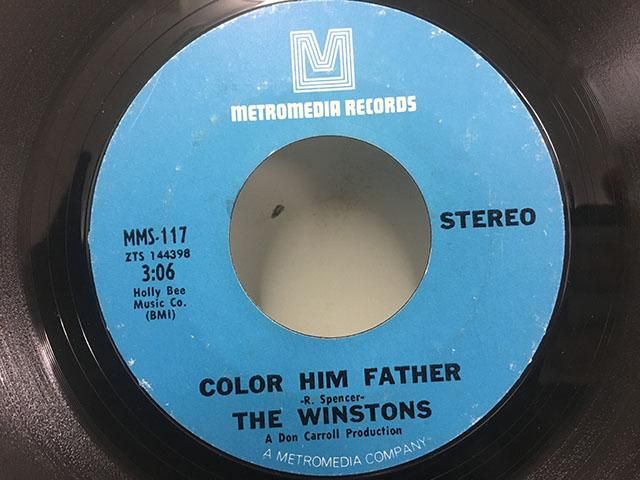 M
METROMEDIA RECORDS
STEREO
MMS-117
ZTS 144398
3:06
Holly Bee
Music Co.
(BMI)
COLOR HIM FATHER
-R. Spencer-
THE WINSTONS
A Don Carroll Production
A METROMEDIA COMPANY